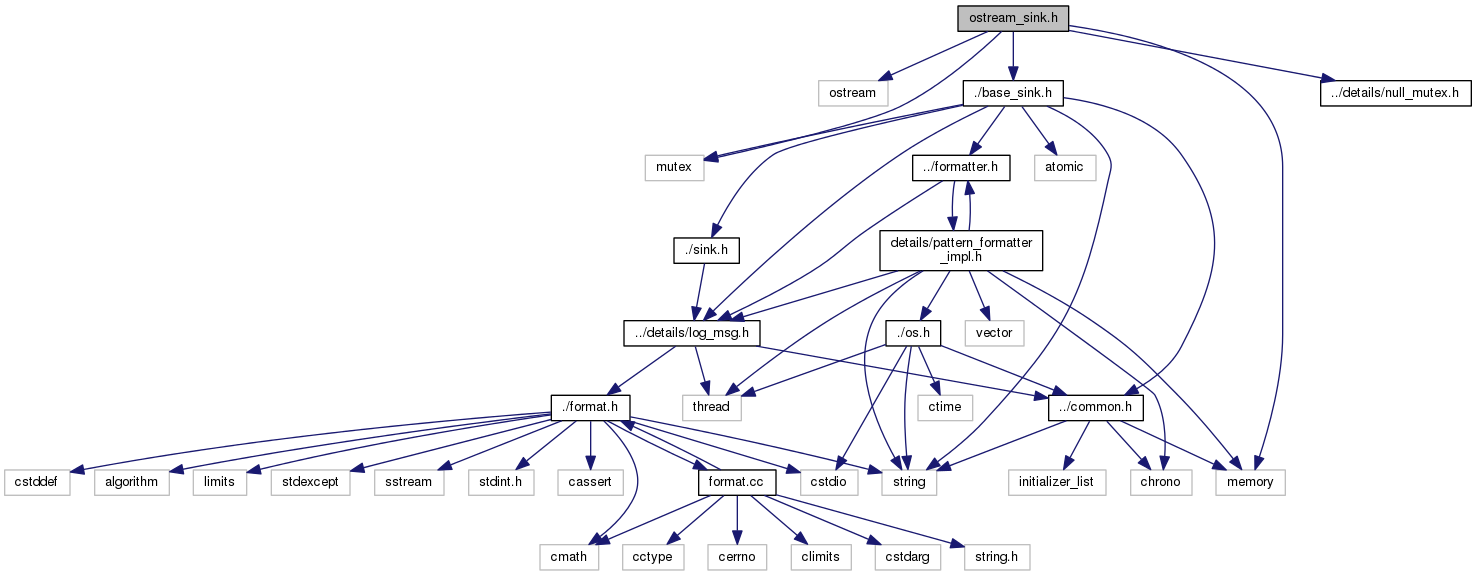 ostream_sink.h
ostream
./base_sink.h
../details/null_mutex.h
mutex
../formatter.h
atomic
./sink.h
details/pattern_formatter
_impl.h
../details/log_msg.h
./os.h
vector
./format.h
thread
ctime
../common.h
cstddef
algorithm
limits
stdexcept
sstream
stdint.h
cassert
format.cc
cstdio
string
initializer_list
chrono
memory
cmath
cctype
cerrno
climits
cstdarg
string.h